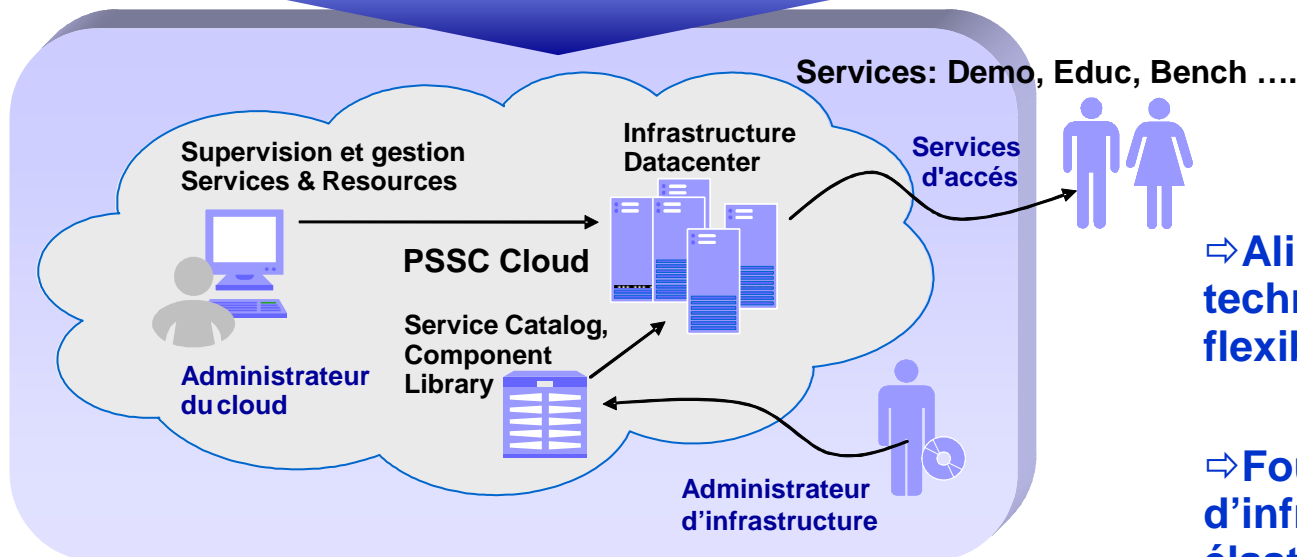 Services: Demo, Educ, Bench ….
Supervision et gestion
Services & Resources
Infrastructure
Datacenter
Services
d'accés
PSSC Cloud
Service Catalog,
Component
Library
Administrateur
du cloud
Administrateur
d’infrastructure
⇨
⇨